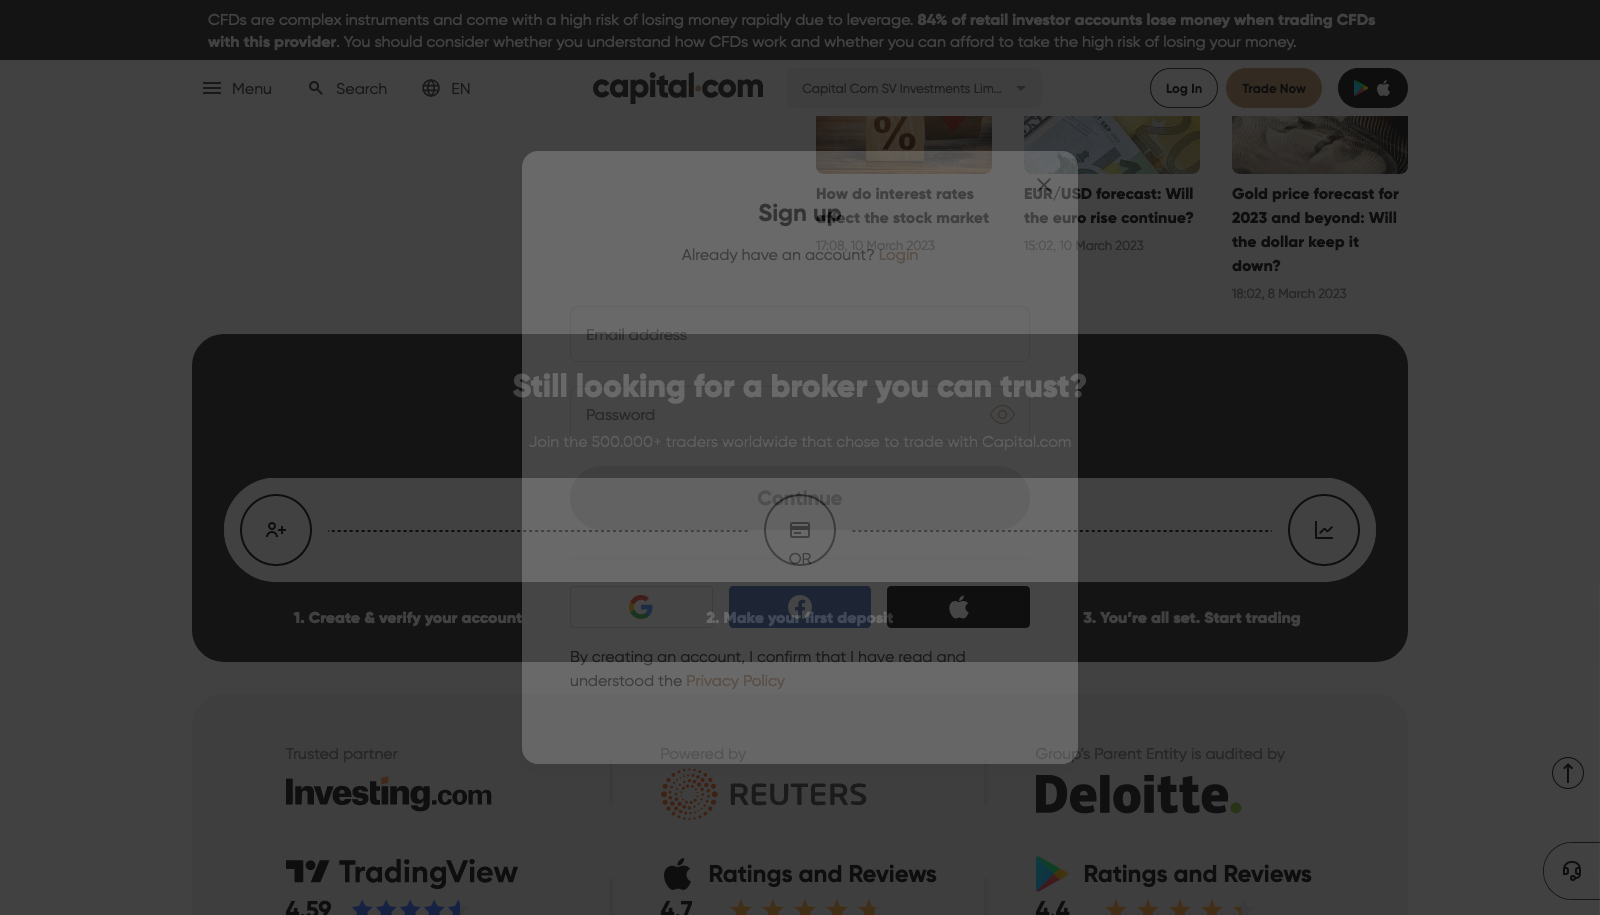 CFDs are complex instruments and come with a high risk of losing money rapidly due to leverage. 84% of retail investor accounts lose money when trading CFDs
with this provider. You should consider whether you understand how CFDs work and whether you can afford to take the high risk of losing your money.
Menu
Search
EN
capital.com
Capital Com SV Investments Lim...
Log In
Trade Now
%
How do interest rates
affect the stock market
17:08, 10 March 2023
EUR/USD forecast: Will
the euro rise continue?
15:02, 10 March 2023
Gold price forecast for
2023 and beyond: Will
the dollar keep it
down?
18:02, 8 March 2023
Sign up
Already have an account? Login
Email address
Still looking for a broker you can trust?
Password
Join the 500.000+ traders worldwide that chose to trade with Capital.com
Continue
OR
1. Create & verify your account
2. Make your first deposit
3. You're all set. Start trading
By creating an account, I confirm that I have read and
understood the Privacy Policy
Trusted partner
Investing.com
Powered by
REUTERS
Group's Parent Entity is audited by
Deloitte.
TradingView
Ratings and Reviews
Ratings and Reviews
4.59
4.7
4.4